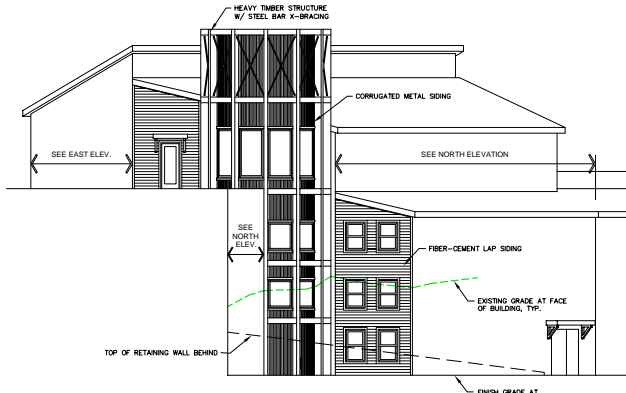 HEAVY TIMBER STRUCTURE
W/ STEEL BAR X-BRACING
CORRUGATED METAL SIDING
SEE EAST ELEV.
SEE NORTH ELEVATION
SEE
NORTH
ELEV.
FIBER-CEMENT LAP SIDING
EXISTING GRADE AT FACE
OF BUILDING, TYP.
TOP OF RETAINING WALL BEHIND
FINISH GRADE AT